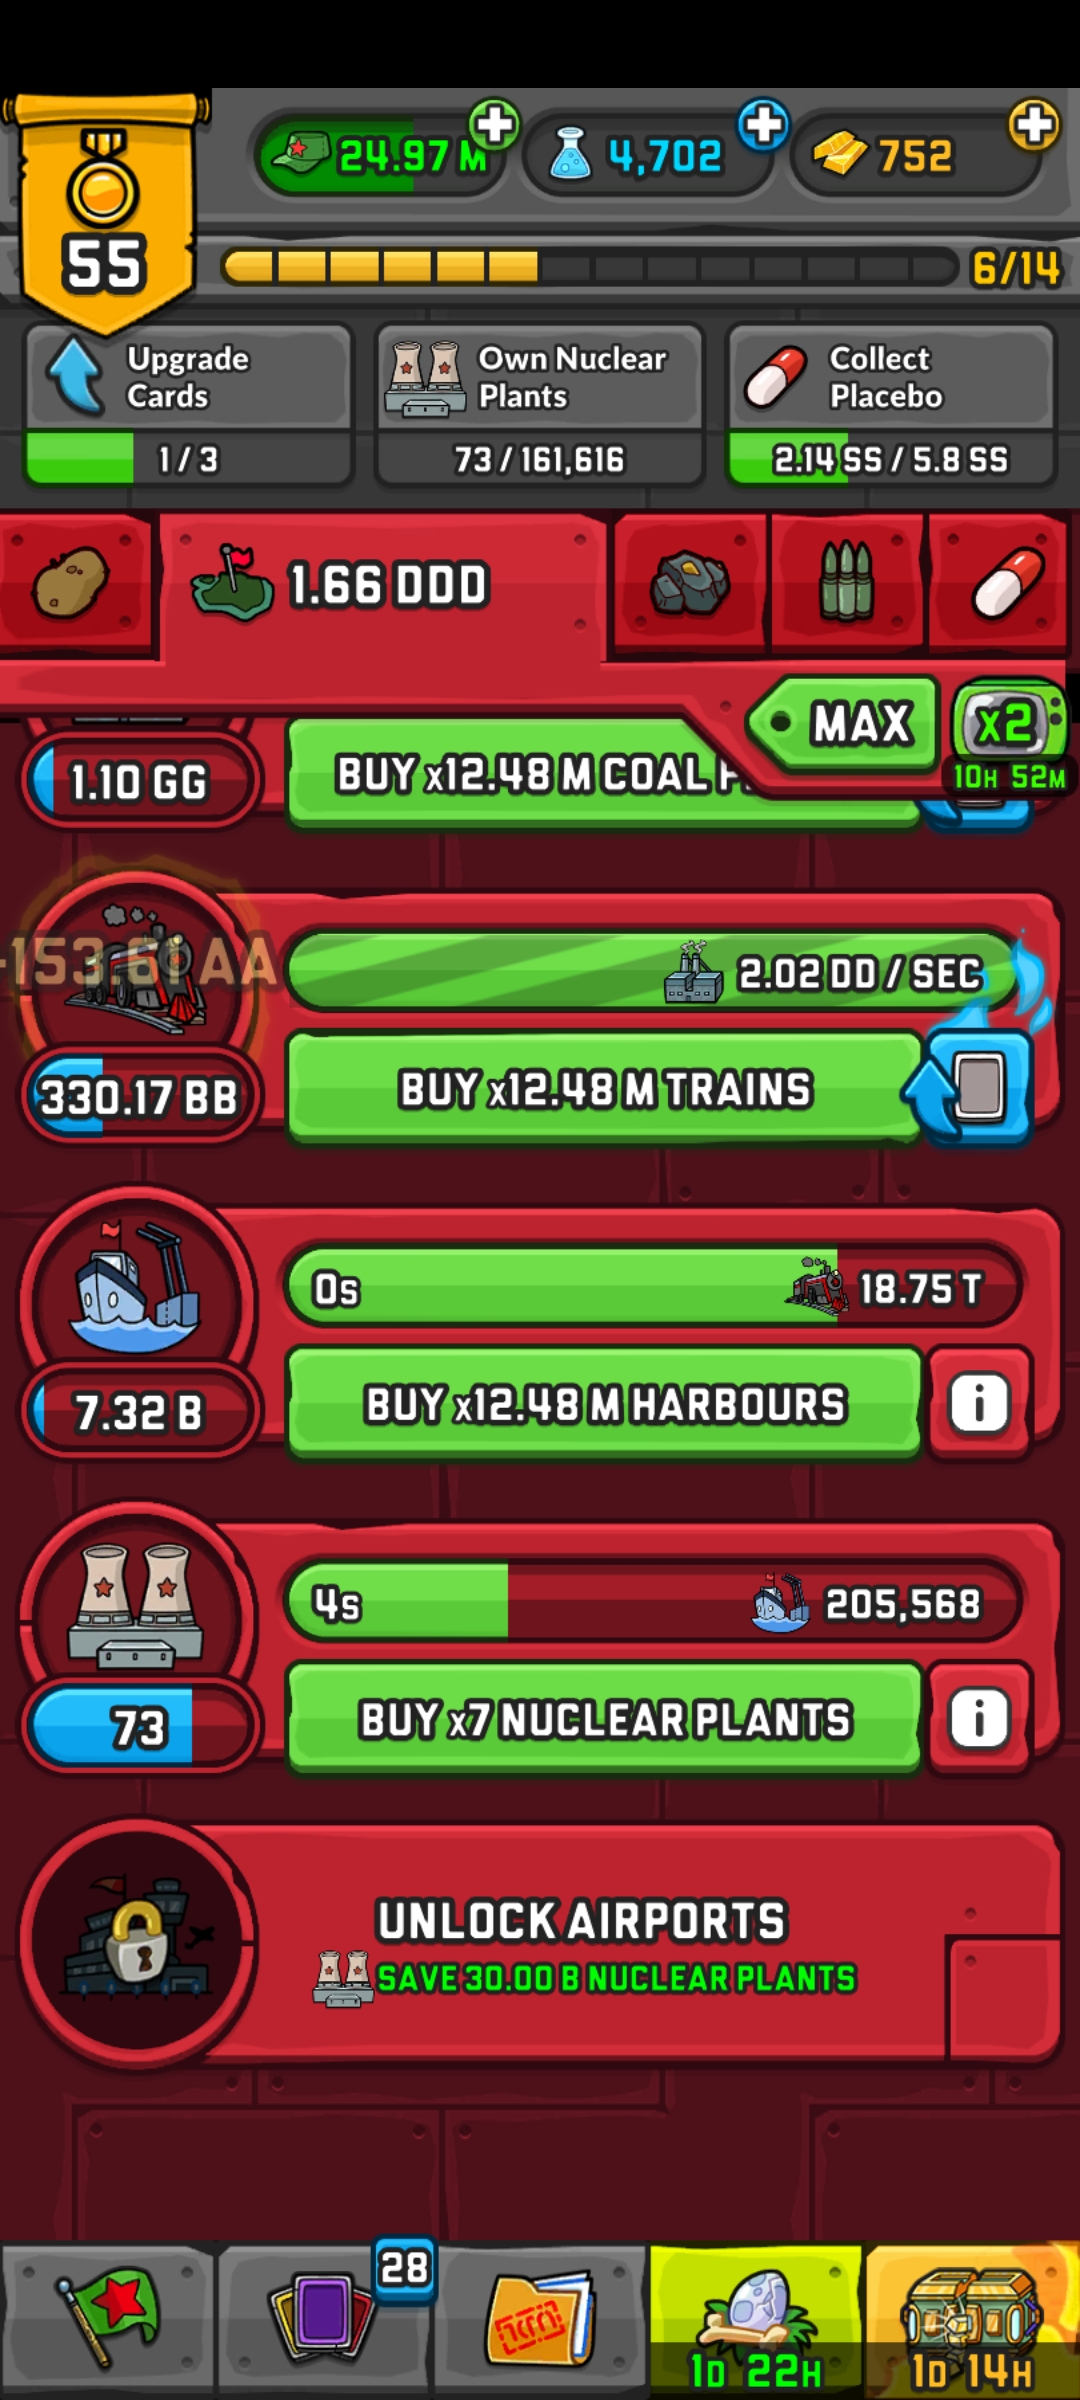 24.97 M
4,702
752
55
6/14
Upgrade
Cards
1 / 3
Own Nuclear
Plants
73 / 161,616
Collect
Placebo
2.14 SS / 5.8 SS
1.66 DDD
MAX
X2
10H 52M
1.10 GG
BUY x12.48 M COAL
2.02 DD / SEC
330.17 BB
BUY x12.48 M TRAINS
0s
18.75 T
7.32 B
BUY x12.48 M HARBOURS
i
4s
205,568
73
BUY x7 NUCLEAR PLANTS
i
UNLOCK AIRPORTS
SAVE 30.00 B NUCLEAR PLANTS
28
1D 22H
1D 14H